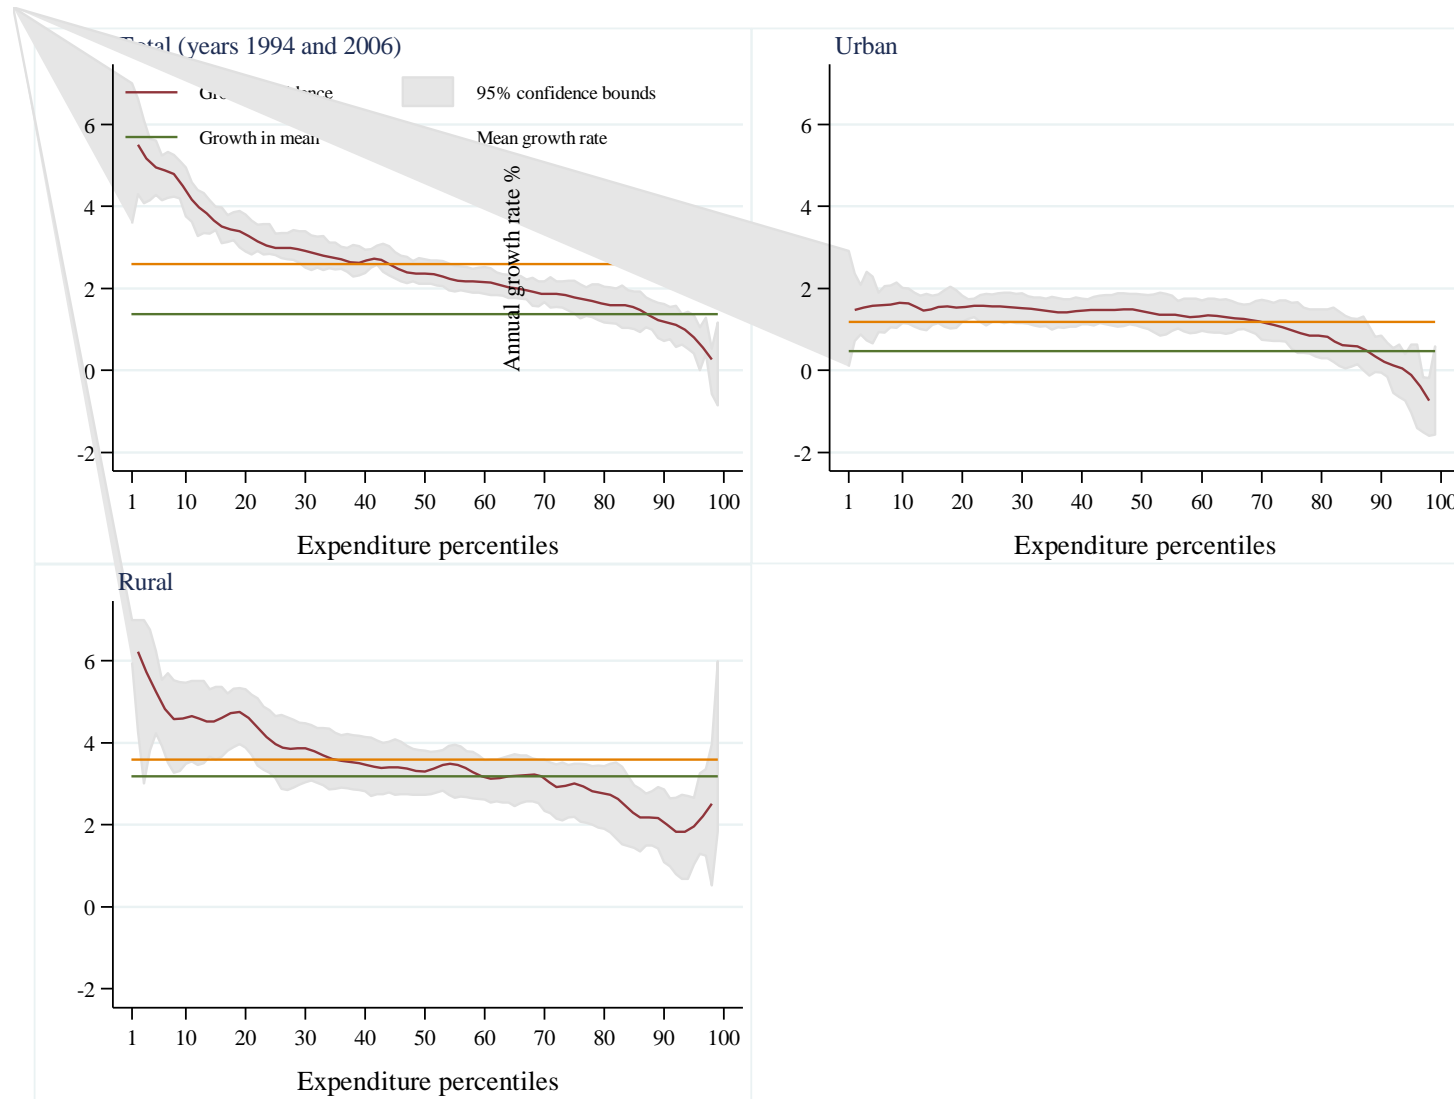 Total (years 1994 and 2006)
95% confidence bounds
Growth in mean
Mean growth rate
Annual growth rate %
6
4
2
0
-2
1 10 20 30 40 50 60 70 80 90 100
Expenditure percentiles
Urban
6
4
2
0
-2
1 10 20 30 40 50 60 70 80 90 100
Expenditure percentiles
Rural
6
4
2
0
-2
1 10 20 30 40 50 60 70 80 90 100
Expenditure percentiles